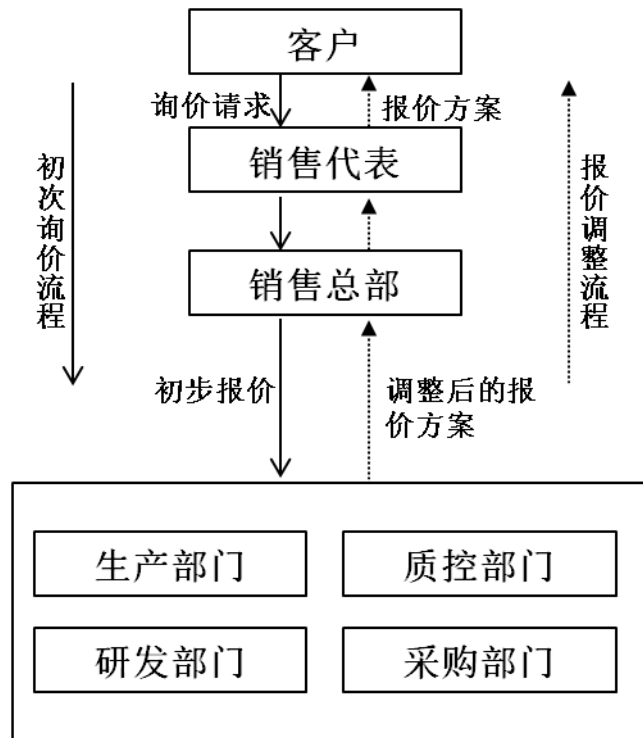 客户
询价请求
报价方案
销售代表
初次询价流程
报价调整流程
销售总部
初步报价
调整后的报
价方案
生产部门
质控部门
研发部门
采购部门